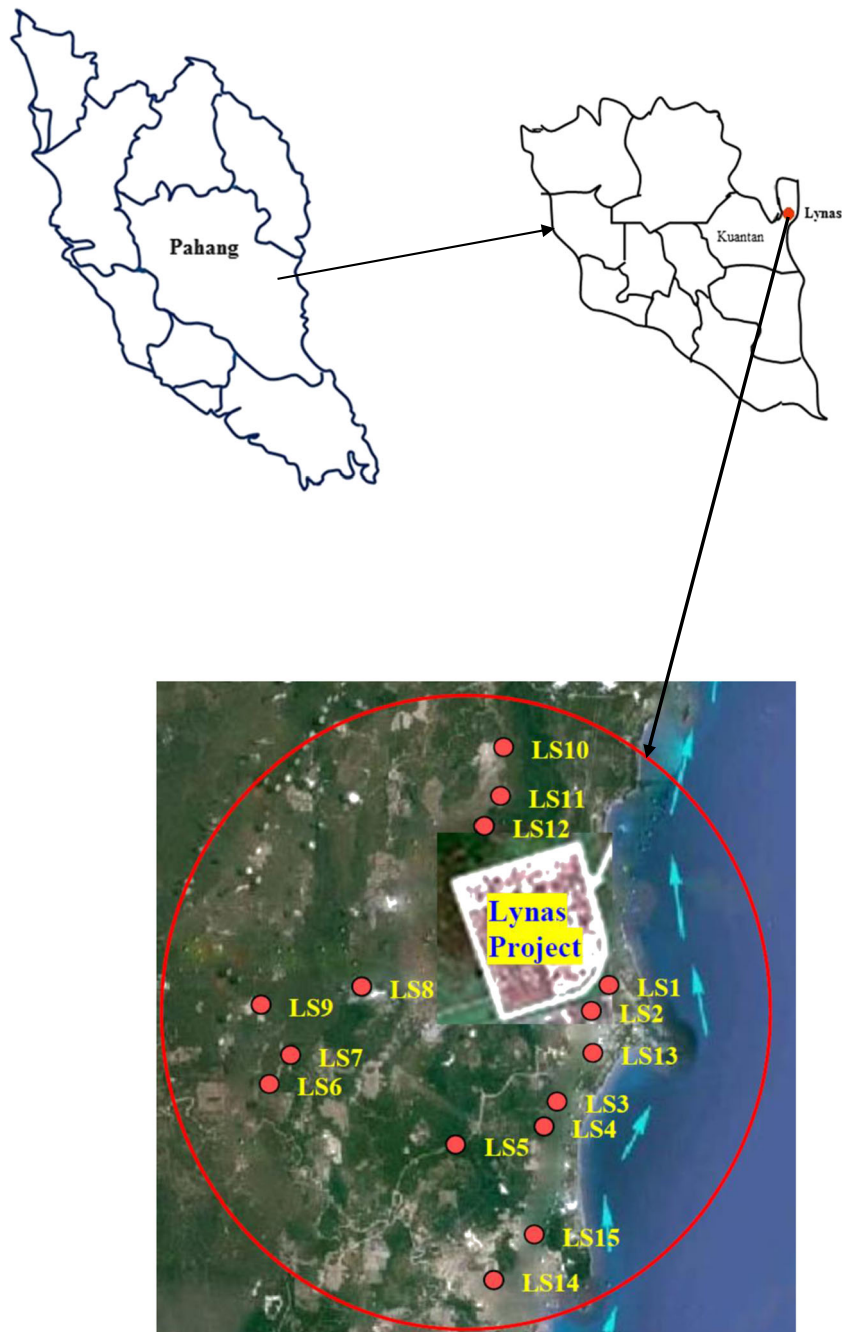 Pahang
Lynas
Kuantan
LS10
LS11
LS12
Lynas
Project
LS1
LS8
LS2
LS9
LS13
LS7
LS6
LS3
LS4
LS5
LS15
LS14